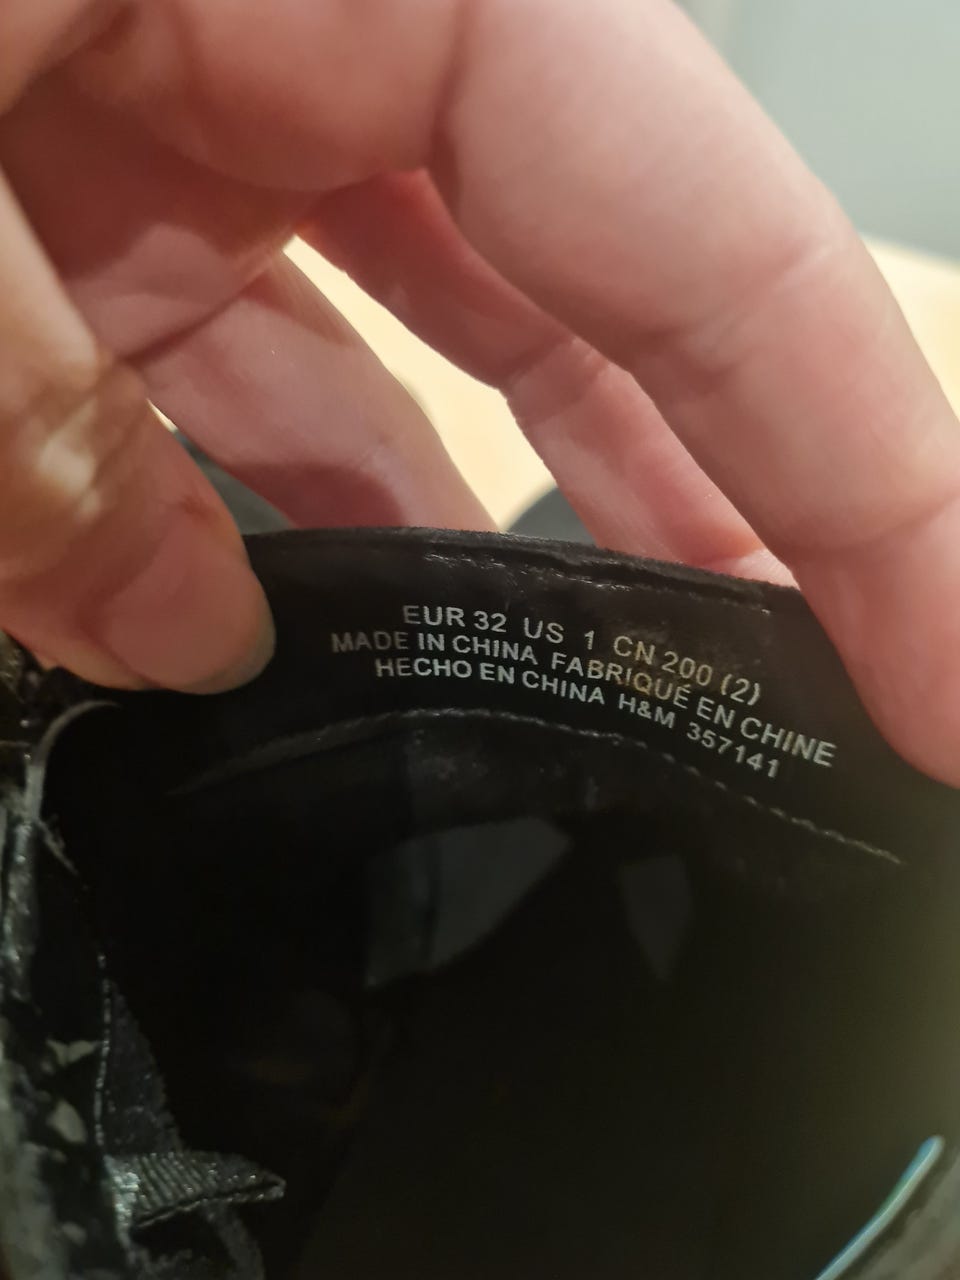 EUR 32 US 1 CN 200 (2)
MADE IN CHINA FABRIQUÉ EN CHINE
HECHO EN CHINA H&M 357141